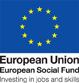 European Union
European Social Fund
Investing in jobs and skills